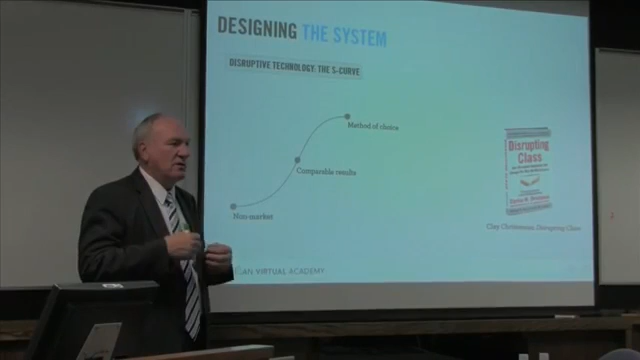 DESIGNING THE SYSTEM
DISRUPTIVE TECHNOLOGY: THE S-CURVE
Method of choice
Comparable results
Non-market
Disrupting
Class
Clay Christensen, Disrupting Class
AN VIRTUAL ACADEMY